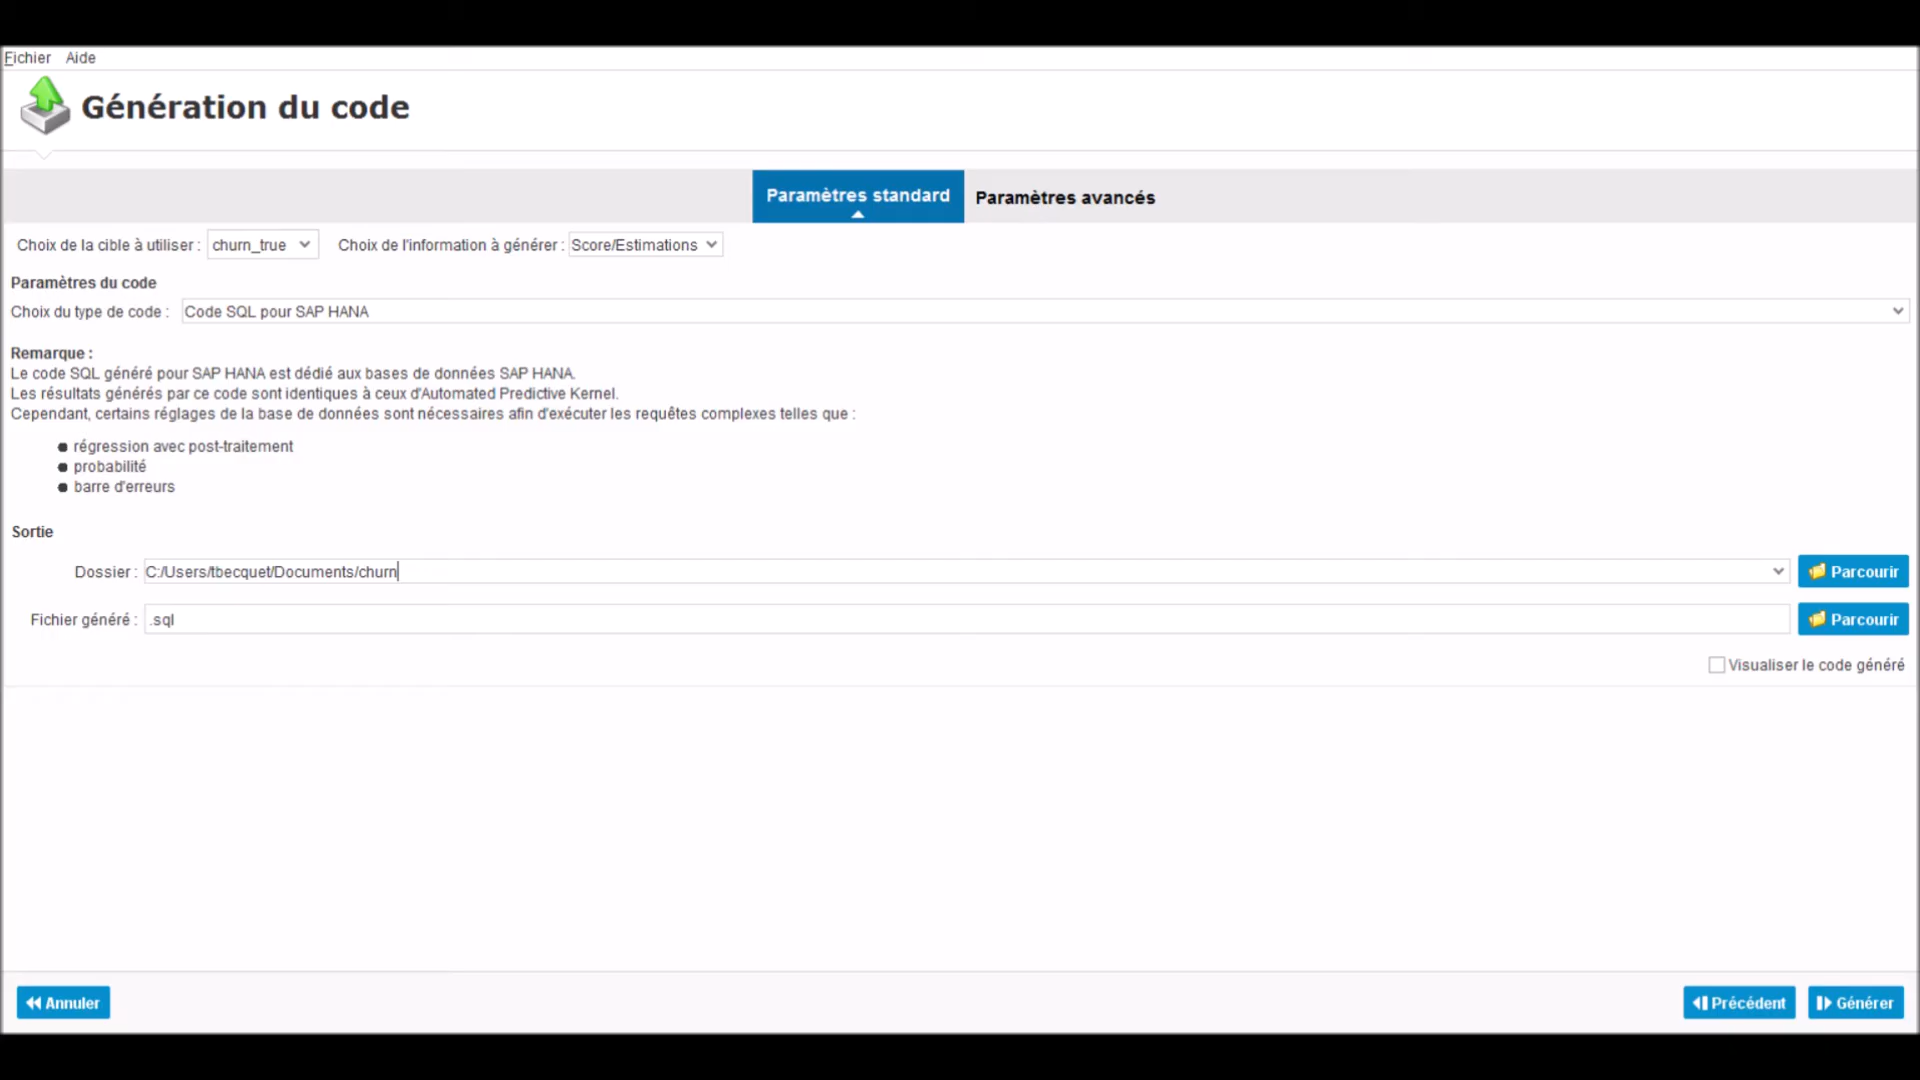 Fichier Aide
Génération du code
Paramètres standard Paramètres avancés
Choix de la cible à utiliser : churn_true Choix de l'information à générer : Score/Estimations
Paramètres du code
Choix du type de code : Code SQL pour SAP HANA
Remarque :
Le code SQL généré pour SAP HANA est dédié aux bases de données SAP HANA.
Les résultats générés par ce code sont identiques à ceux d'Automated Predictive Kernel.
Cependant, certains réglages de la base de données sont nécessaires afin d'exécuter les requêtes complexes telles que :
● régression avec post-traitement
● probabilité
● barre d'erreurs
Sortie
Dossier : C:/Users/tbecquet/Documents/churn Parcourir
Fichier généré : .sql Parcourir
Visualiser le code généré
Annuler Précédent Générer